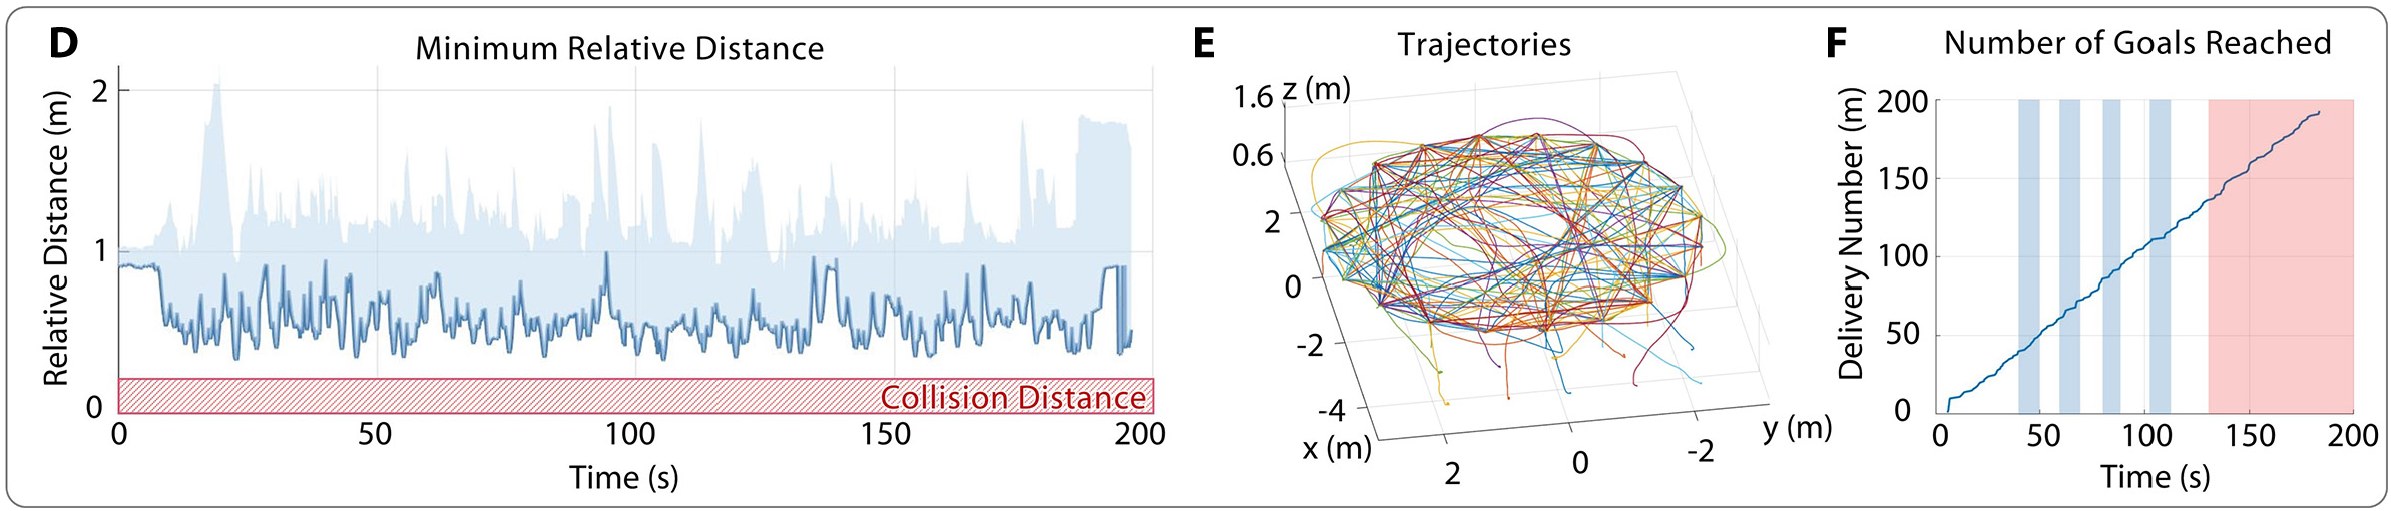 D
Minimum Relative Distance
Relative Distance (m)
2
1
0
Collision Distance
0 50 100 150 200
Time (s)
E
Trajectories
1.6 z (m)
0.6
2
0
-2
-4
x (m)
2 0 -2
y (m)
F
Number of Goals Reached
Delivery Number (m)
200
150
100
50
0
0 50 100 150 200
Time (s)